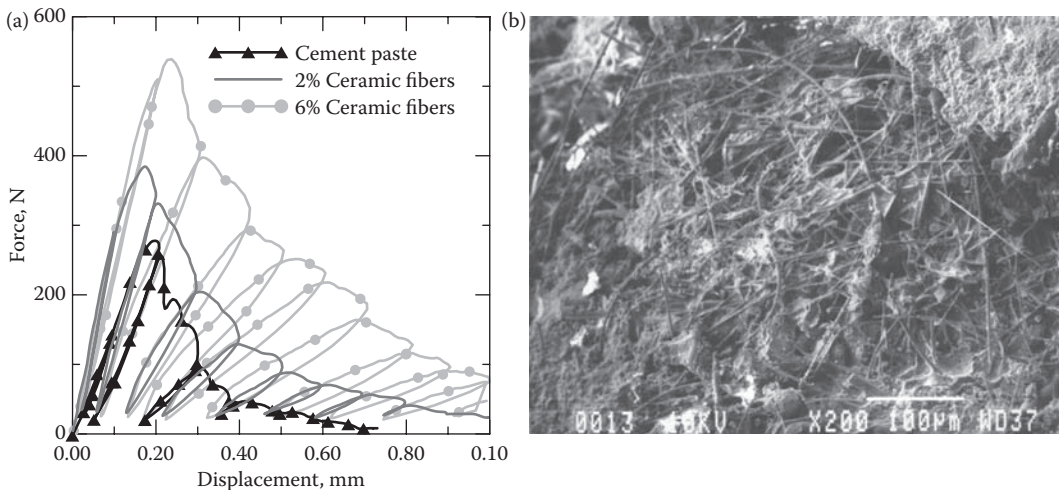 (a)
600
400
200
0
Force, N
Cement paste
2% Ceramic fibers
6% Ceramic fibers
0.00 0.20 0.40 0.60 0.80 0.10
Displacement, mm
(b)
0013 10KV X200 100µm WD37